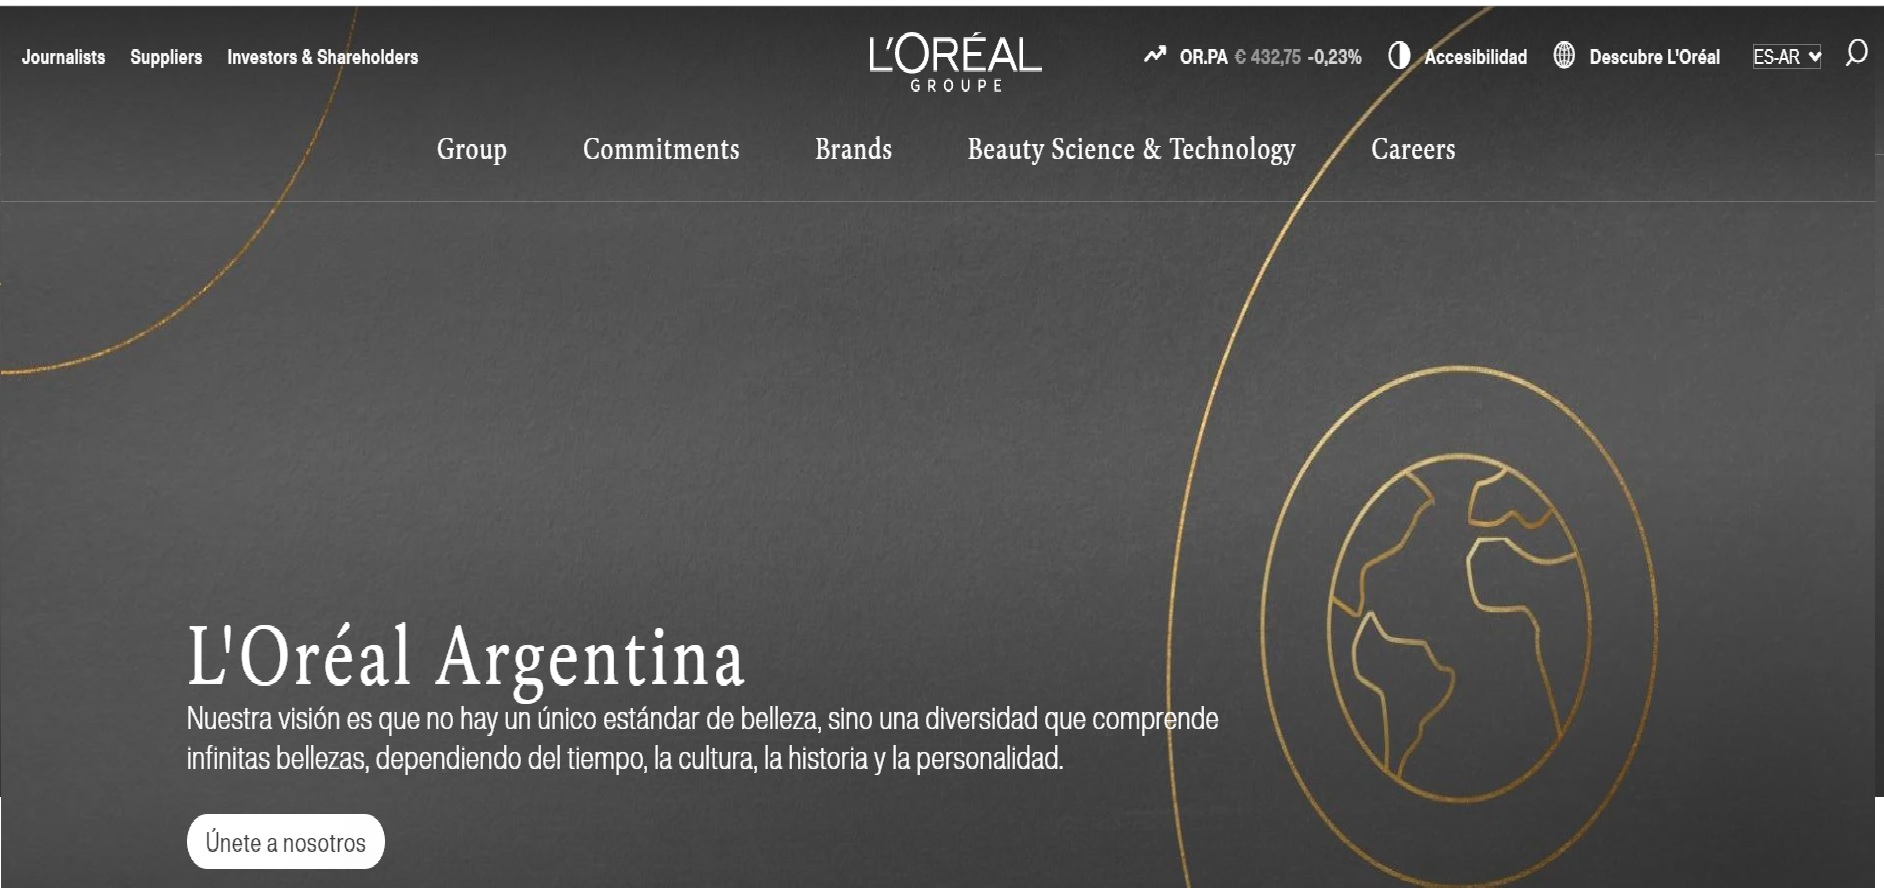 Journalists Suppliers Investors & Shareholders L'ORÉAL OR.PA € 432,75 -0,23% Accesibilidad Descubre L'Oréal ES-AR
GROUPE
Group Commitments Brands Beauty Science & Technology Careers
L'Oréal Argentina
Nuestra visión es que no hay un único estándar de belleza, sino una diversidad que comprende
infinitas bellezas, dependiendo del tiempo, la cultura, la historia y la personalidad.
Únete a nosotros